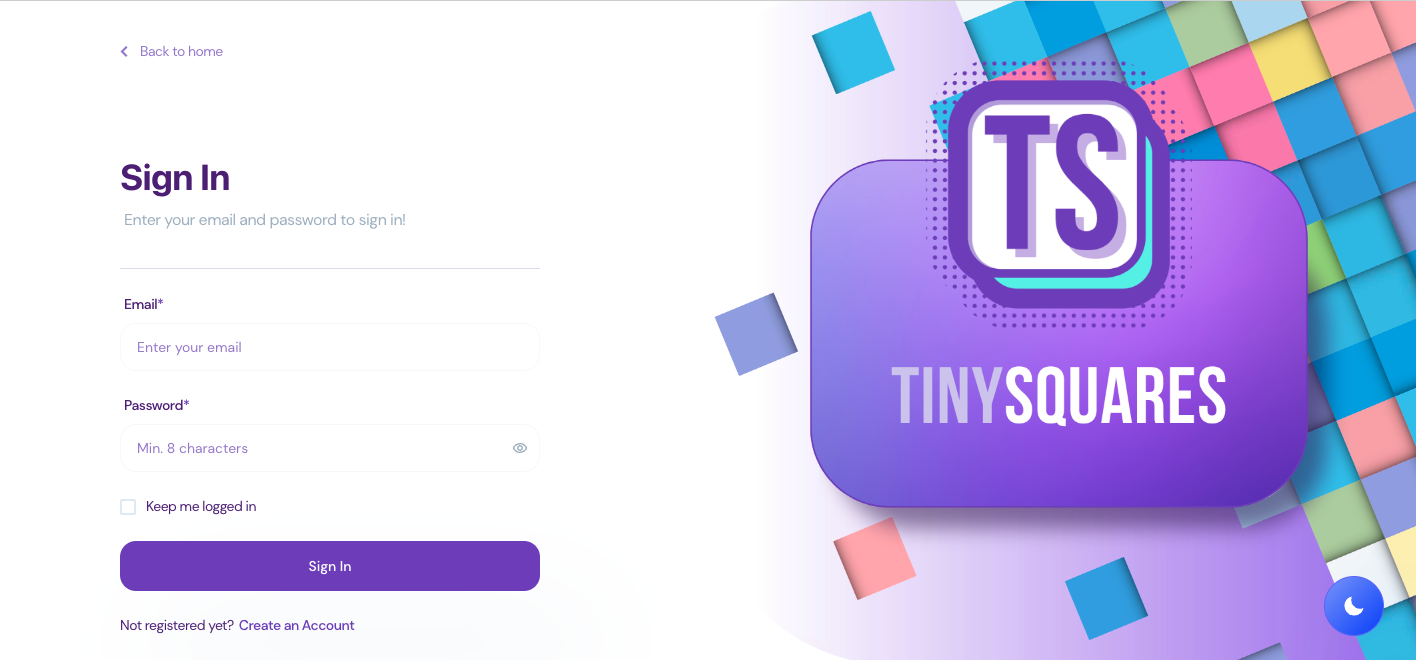 Back to home
Sign In
Enter your email and password to sign in!
Email*
Enter your email
Password*
Min. 8 characters
Keep me logged in
Sign In
Not registered yet? Create an Account
TS
TINYSQUARES